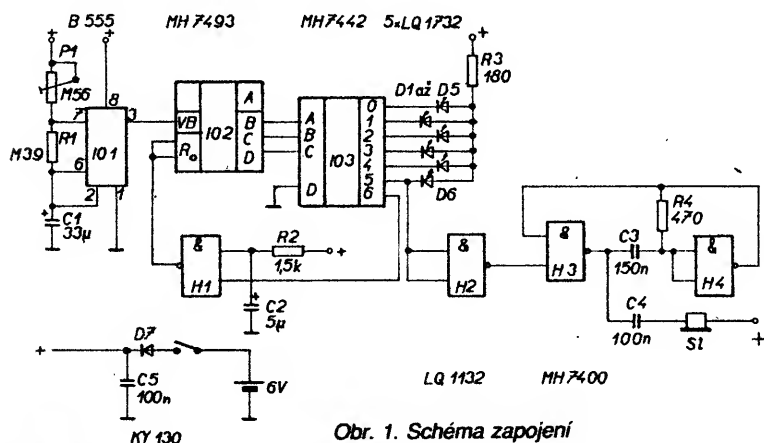 B 555 MH 7493 MH 7442 5×LQ 1732
+ + + R3 180
P1 M56
D1 až D5
8 7 3 6 2 1
R1 M39
IO1
VB R₀ IO2 A B C D
A B C D IO3 0 1 2 3 4 5 6
D6
C1 33μ
R4 470
& H1
R2 1,5k +
C2 5μ
& H2
& H3
C3 150n
& H4
C4 100n
Sl +
+ D7
C5 100n
6V
LQ 1132 MH 7400
KY 130
Obr. 1. Schéma zapojení